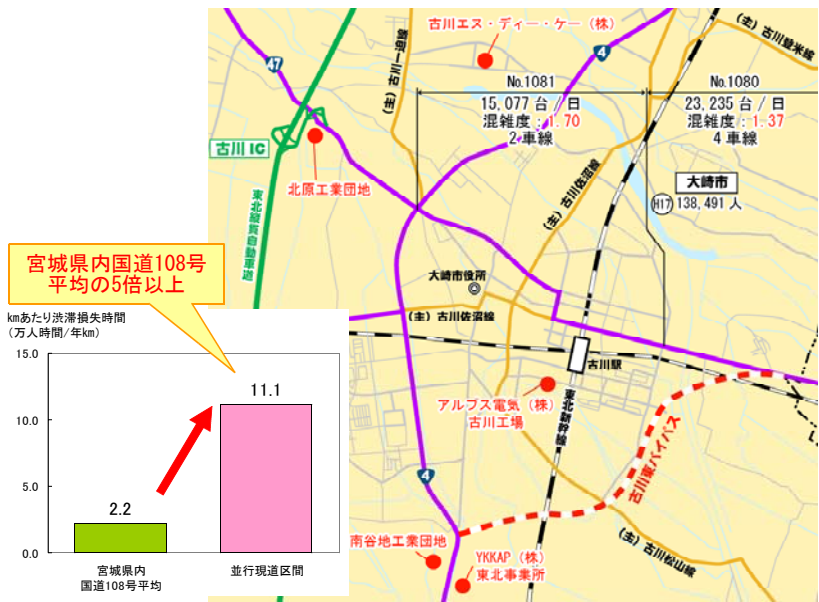 古川エス・ディー・ケー（株）
(主)古川登米線
47
(主)古川一迫線
4
No.1081
15,077 台 / 日
混雑度：1.70
2 車線
No.1080
23,235 台 / 日
混雑度：1.37
4 車線
古川 IC
北原工業団地
大崎市
H17 138,491 人
東北縦貫自動車道
(主)古川佐沼線
大崎市役所
(主)古川佐沼線
古川駅
アルプス電気（株）
古川工場
東北新幹線
古川東バイパス
4
(主)古川松山線
南谷地工業団地
YKKAP（株）
東北事業所
宮城県内国道108号
平均の5倍以上
kmあたり渋滞損失時間
（万人時間/年km）
15.0
10.0
5.0
0.0
2.2
11.1
宮城県内
国道108号平均
並行現道区間